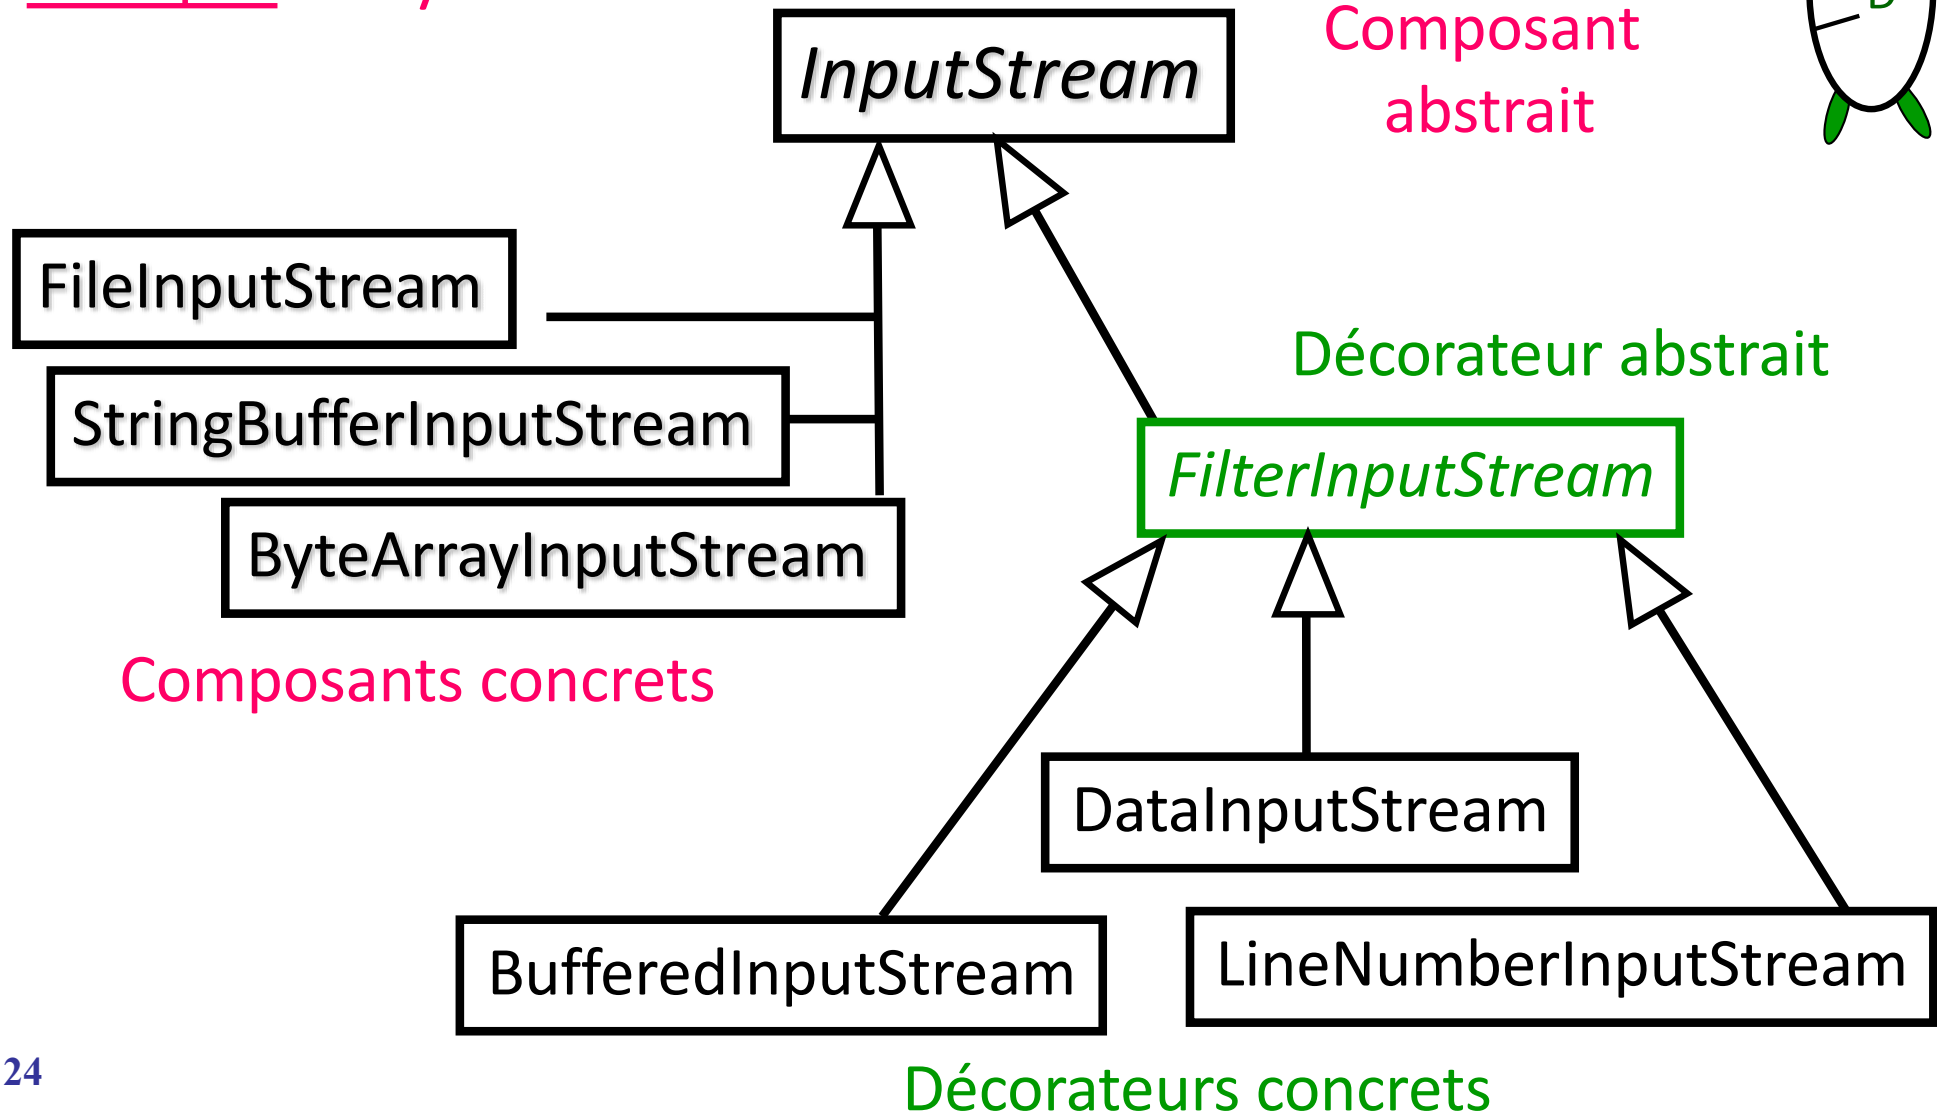 InputStream
Composant
abstrait
FileInputStream
StringBufferInputStream
ByteArrayInputStream
Composants concrets
Décorateur abstrait
FilterInputStream
DataInputStream
BufferedInputStream
LineNumberInputStream
Décorateurs concrets
24